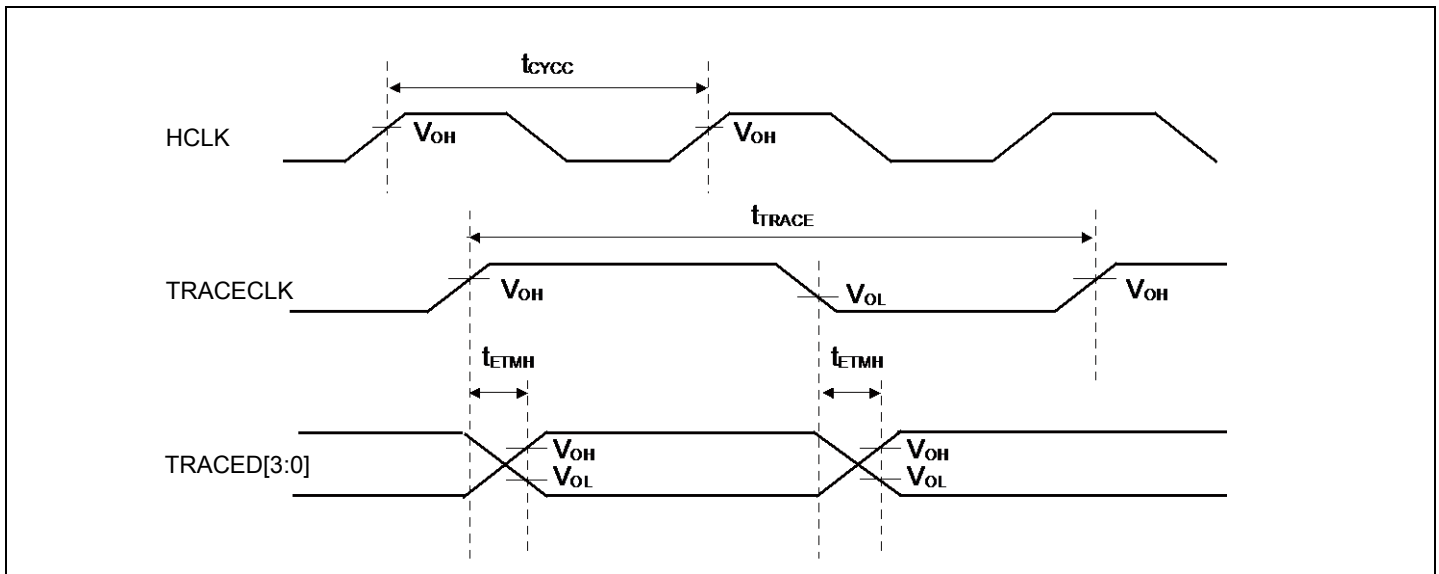 tCYCC
HCLK
VOH
VOH
tTRACE
TRACECLK
VOH
VOL
VOH
tETMH
tETMH
TRACED[3:0]
VOH
VOL
VOH
VOL